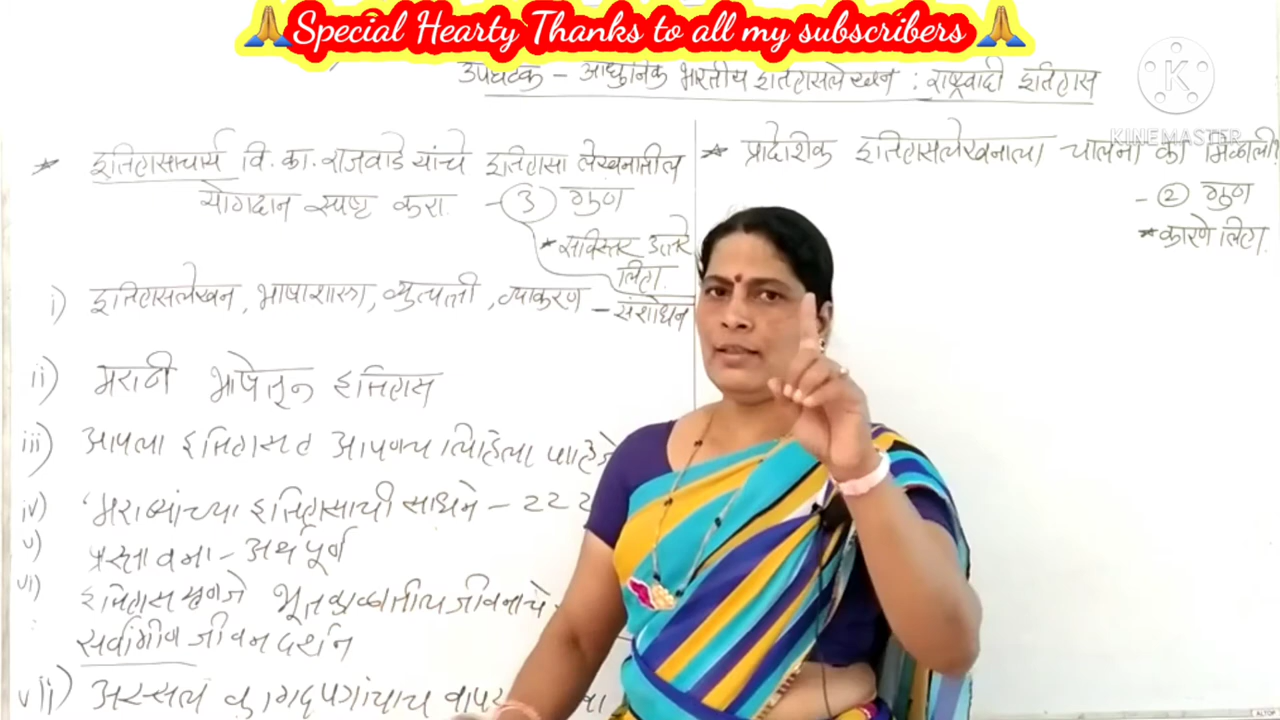 🙏Special Hearty Thanks to all my subscribers 🙏
उपघटक - आधुनिक भारतीय इतिहासलेखन : राष्ट्रवादी इतिहास
KINEMASTER
* इतिहासाचार्य वि. का. राजवाडे यांचे इतिहास लेखनातील
योगदान स्पष्ट करा. - ③ गुण
* सविस्तर उत्तरे
लिहा.
i) इतिहासलेखन, भाषाशास्त्र, व्युत्पत्ती, व्याकरण - संशोधन
ii) मराठी भाषेतून इतिहास
iii) आपला इतिहास आपणच लिहिला पाहिजे
iv) 'मराठ्यांच्या इतिहासाची साधने - 22
v) प्रस्तावना - अर्थपूर्ण
vi) इतिहास म्हणजे भूतकाळातील जीवनाचे
सर्वांगीण जीवन दर्शन
vii) अस्सल कागदपत्रांचाच वापर
* प्रादेशिक इतिहासलेखनाला चालना का मिळाली?
- ② गुण
* कारणे लिहा.